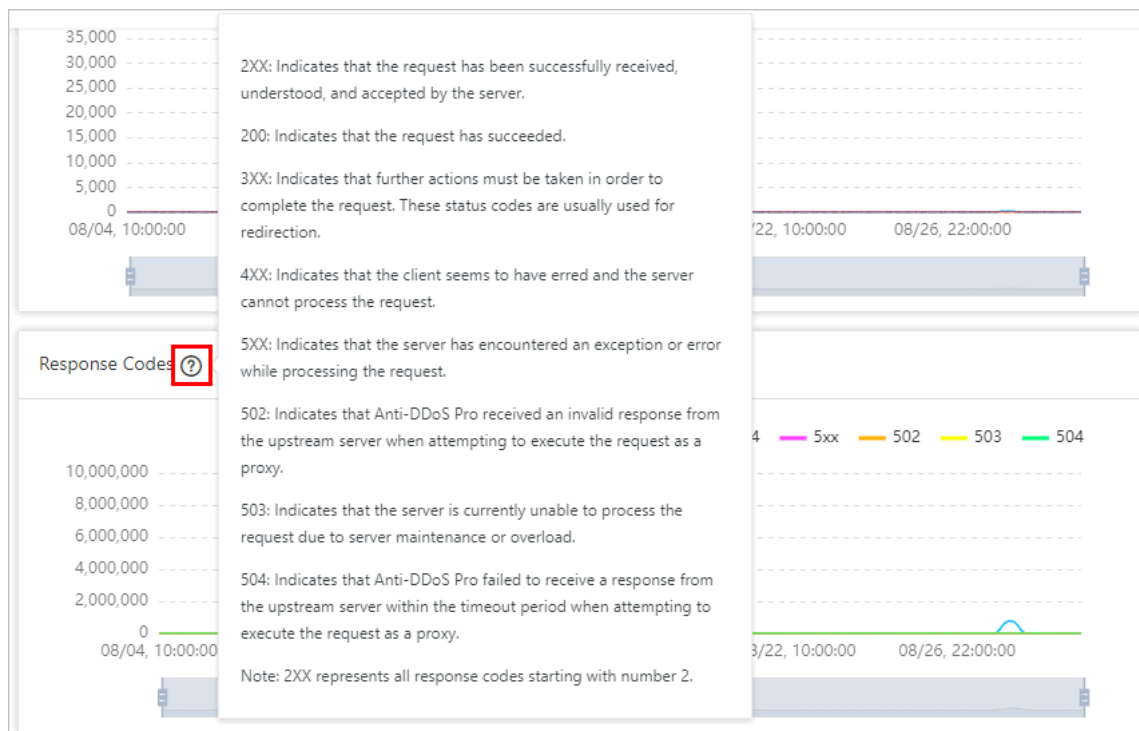 35,000
30,000
25,000
20,000
15,000
10,000
5,000
0
08/04, 10:00:00
/22, 10:00:00
08/26, 22:00:00
2XX: Indicates that the request has been successfully received,
understood, and accepted by the server.
200: Indicates that the request has succeeded.
3XX: Indicates that further actions must be taken in order to
complete the request. These status codes are usually used for
redirection.
4XX: Indicates that the client seems to have erred and the server
cannot process the request.
5XX: Indicates that the server has encountered an exception or error
while processing the request.
502: Indicates that Anti-DDoS Pro received an invalid response from
the upstream server when attempting to execute the request as a
proxy.
503: Indicates that the server is currently unable to process the
request due to server maintenance or overload.
504: Indicates that Anti-DDoS Pro failed to receive a response from
the upstream server within the timeout period when attempting to
execute the request as a proxy.
Note: 2XX represents all response codes starting with number 2.
Response Codes ?
4 5xx 502 503 504
10,000,000
8,000,000
6,000,000
4,000,000
2,000,000
0
08/04, 10:00:00
/22, 10:00:00
08/26, 22:00:00